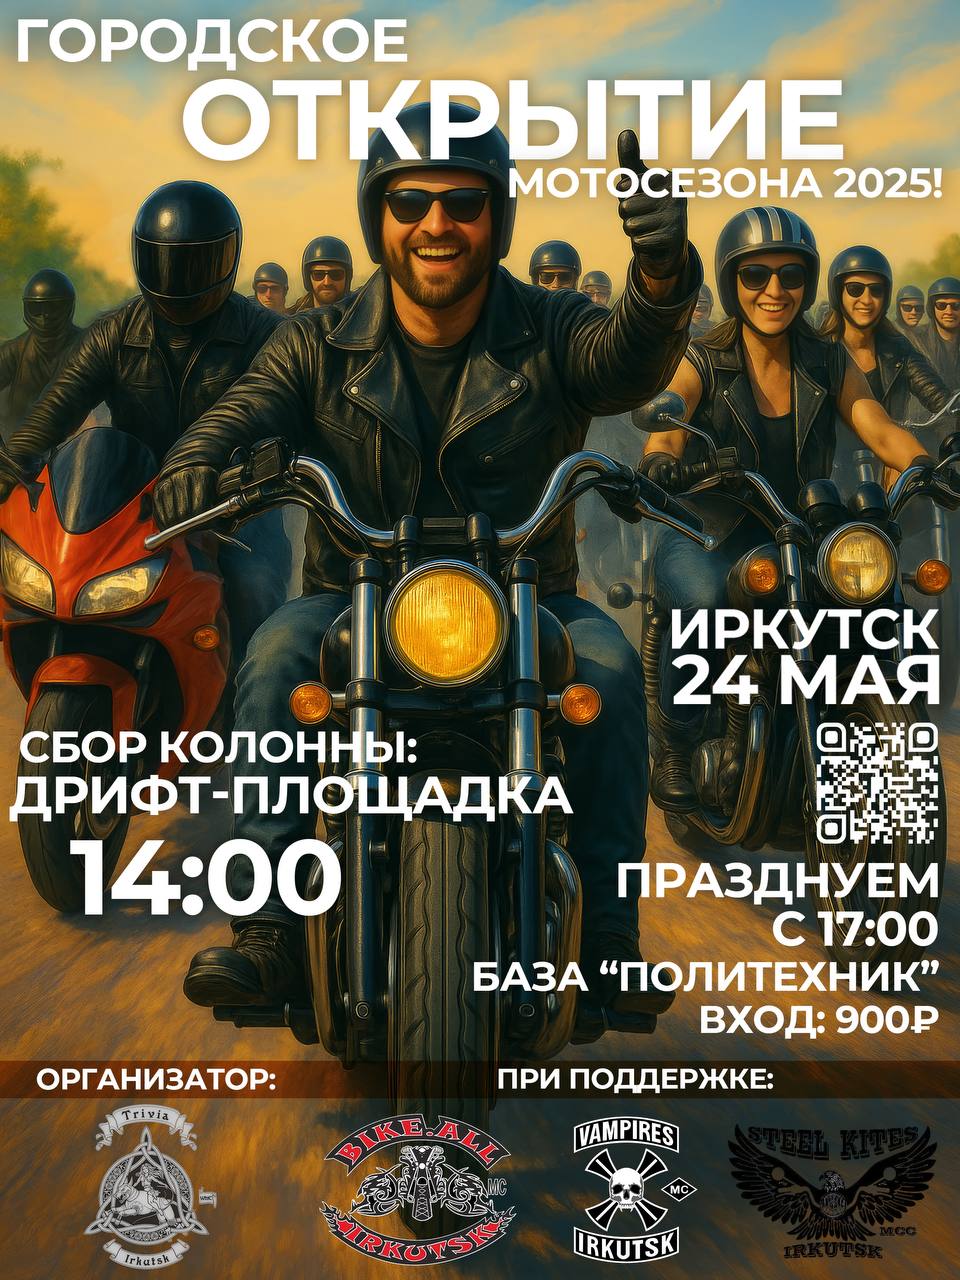 ГОРОДСКОЕ
ОТКРЫТИЕ
МОТОСЕЗОНА 2025!
ИРКУТСК
24 МАЯ
СБОР КОЛОННЫ:
ДРИФТ-ПЛОЩАДКА
14:00
ПРАЗДНУЕМ
С 17:00
БАЗА “ПОЛИТЕХНИК”
ВХОД: 900₽
ОРГАНИЗАТОР:
ПРИ ПОДДЕРЖКЕ:
Trivia
Irkutsk
BIKE.ALL
MC
IRKUTSK
VAMPIRES
MC
IRKUTSK
STEEL KITES
MCC
IRKUTSK